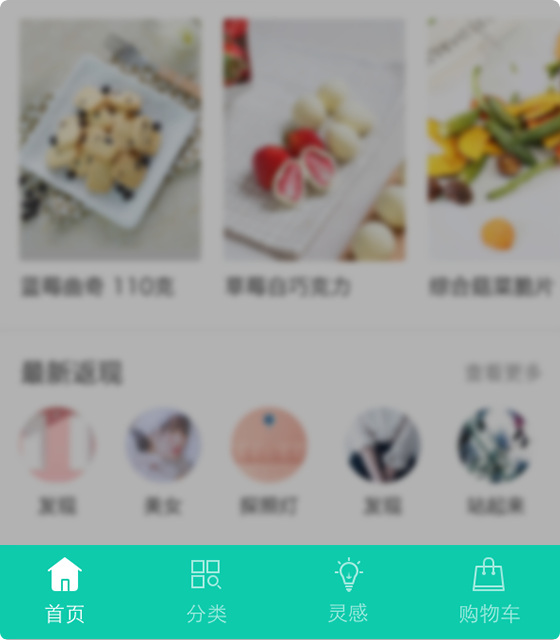 蓝莓曲奇 110克
草莓白巧克力
综合菇菜脆片
最新返现
查看更多
发现
美女
探照灯
发现
站起来
首页
分类
灵感
购物车